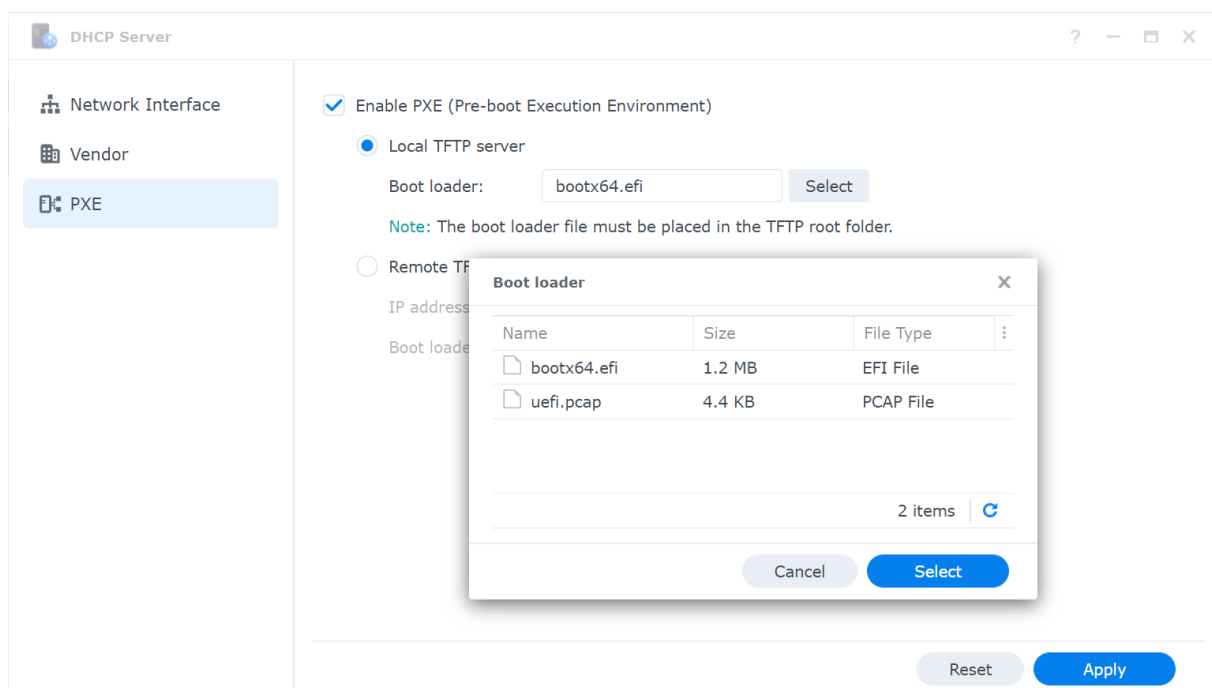 DHCP Server
?
Network Interface
Vendor
PXE
Enable PXE (Pre-boot Execution Environment)
Local TFTP server
Boot loader: bootx64.efi Select
Note: The boot loader file must be placed in the TFTP root folder.
Remote TF
IP address
Boot loade
Boot loader
Name Size File Type
bootx64.efi 1.2 MB EFI File
uefi.pcap 4.4 KB PCAP File
2 items
Cancel Select
Reset Apply